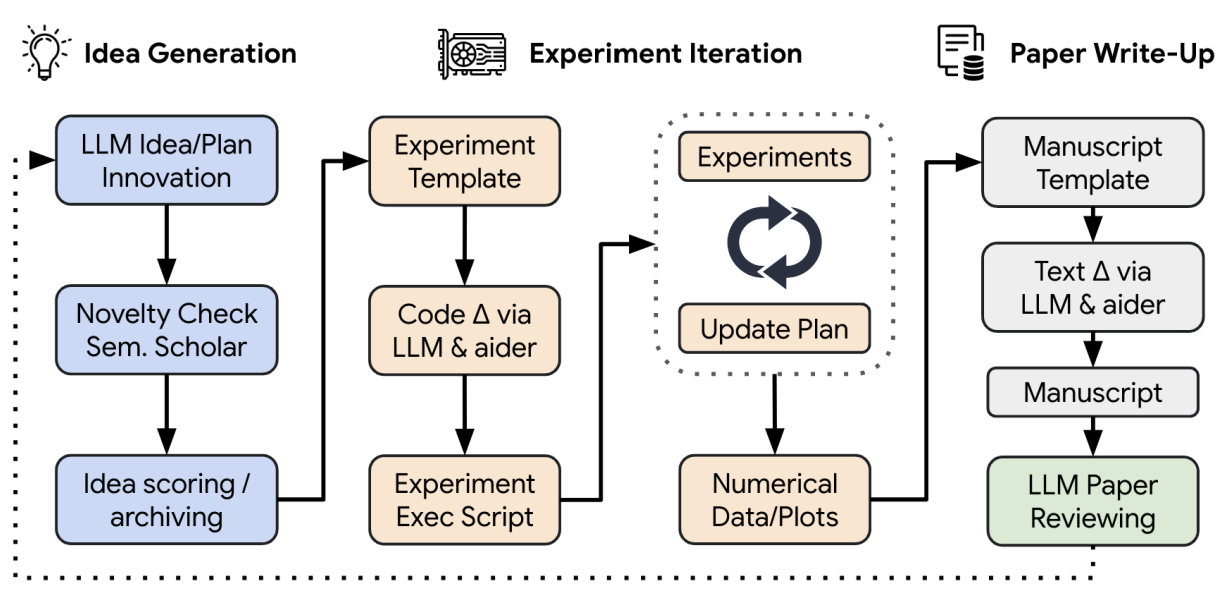 Idea Generation
Experiment Iteration
Paper Write-Up
LLM Idea/Plan
Innovation
Novelty Check
Sem. Scholar
Idea scoring /
archiving
Experiment
Template
Code Δ via
LLM & aider
Experiment
Exec Script
Experiments
Update Plan
Numerical
Data/Plots
Manuscript
Template
Text Δ via
LLM & aider
Manuscript
LLM Paper
Reviewing